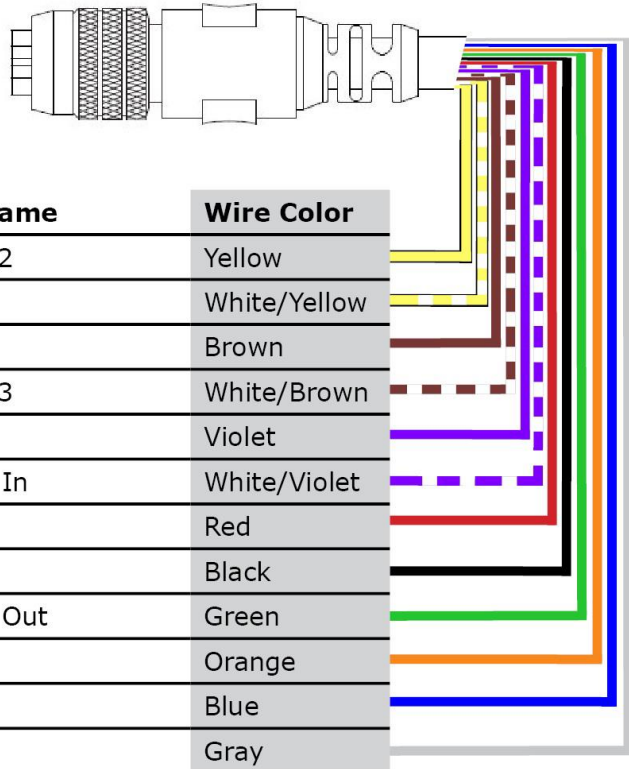 ame Wire Color
2 Yellow
White/Yellow
Brown
3 White/Brown
Violet
In White/Violet
Red
Black
Out Green
Orange
Blue
Gray